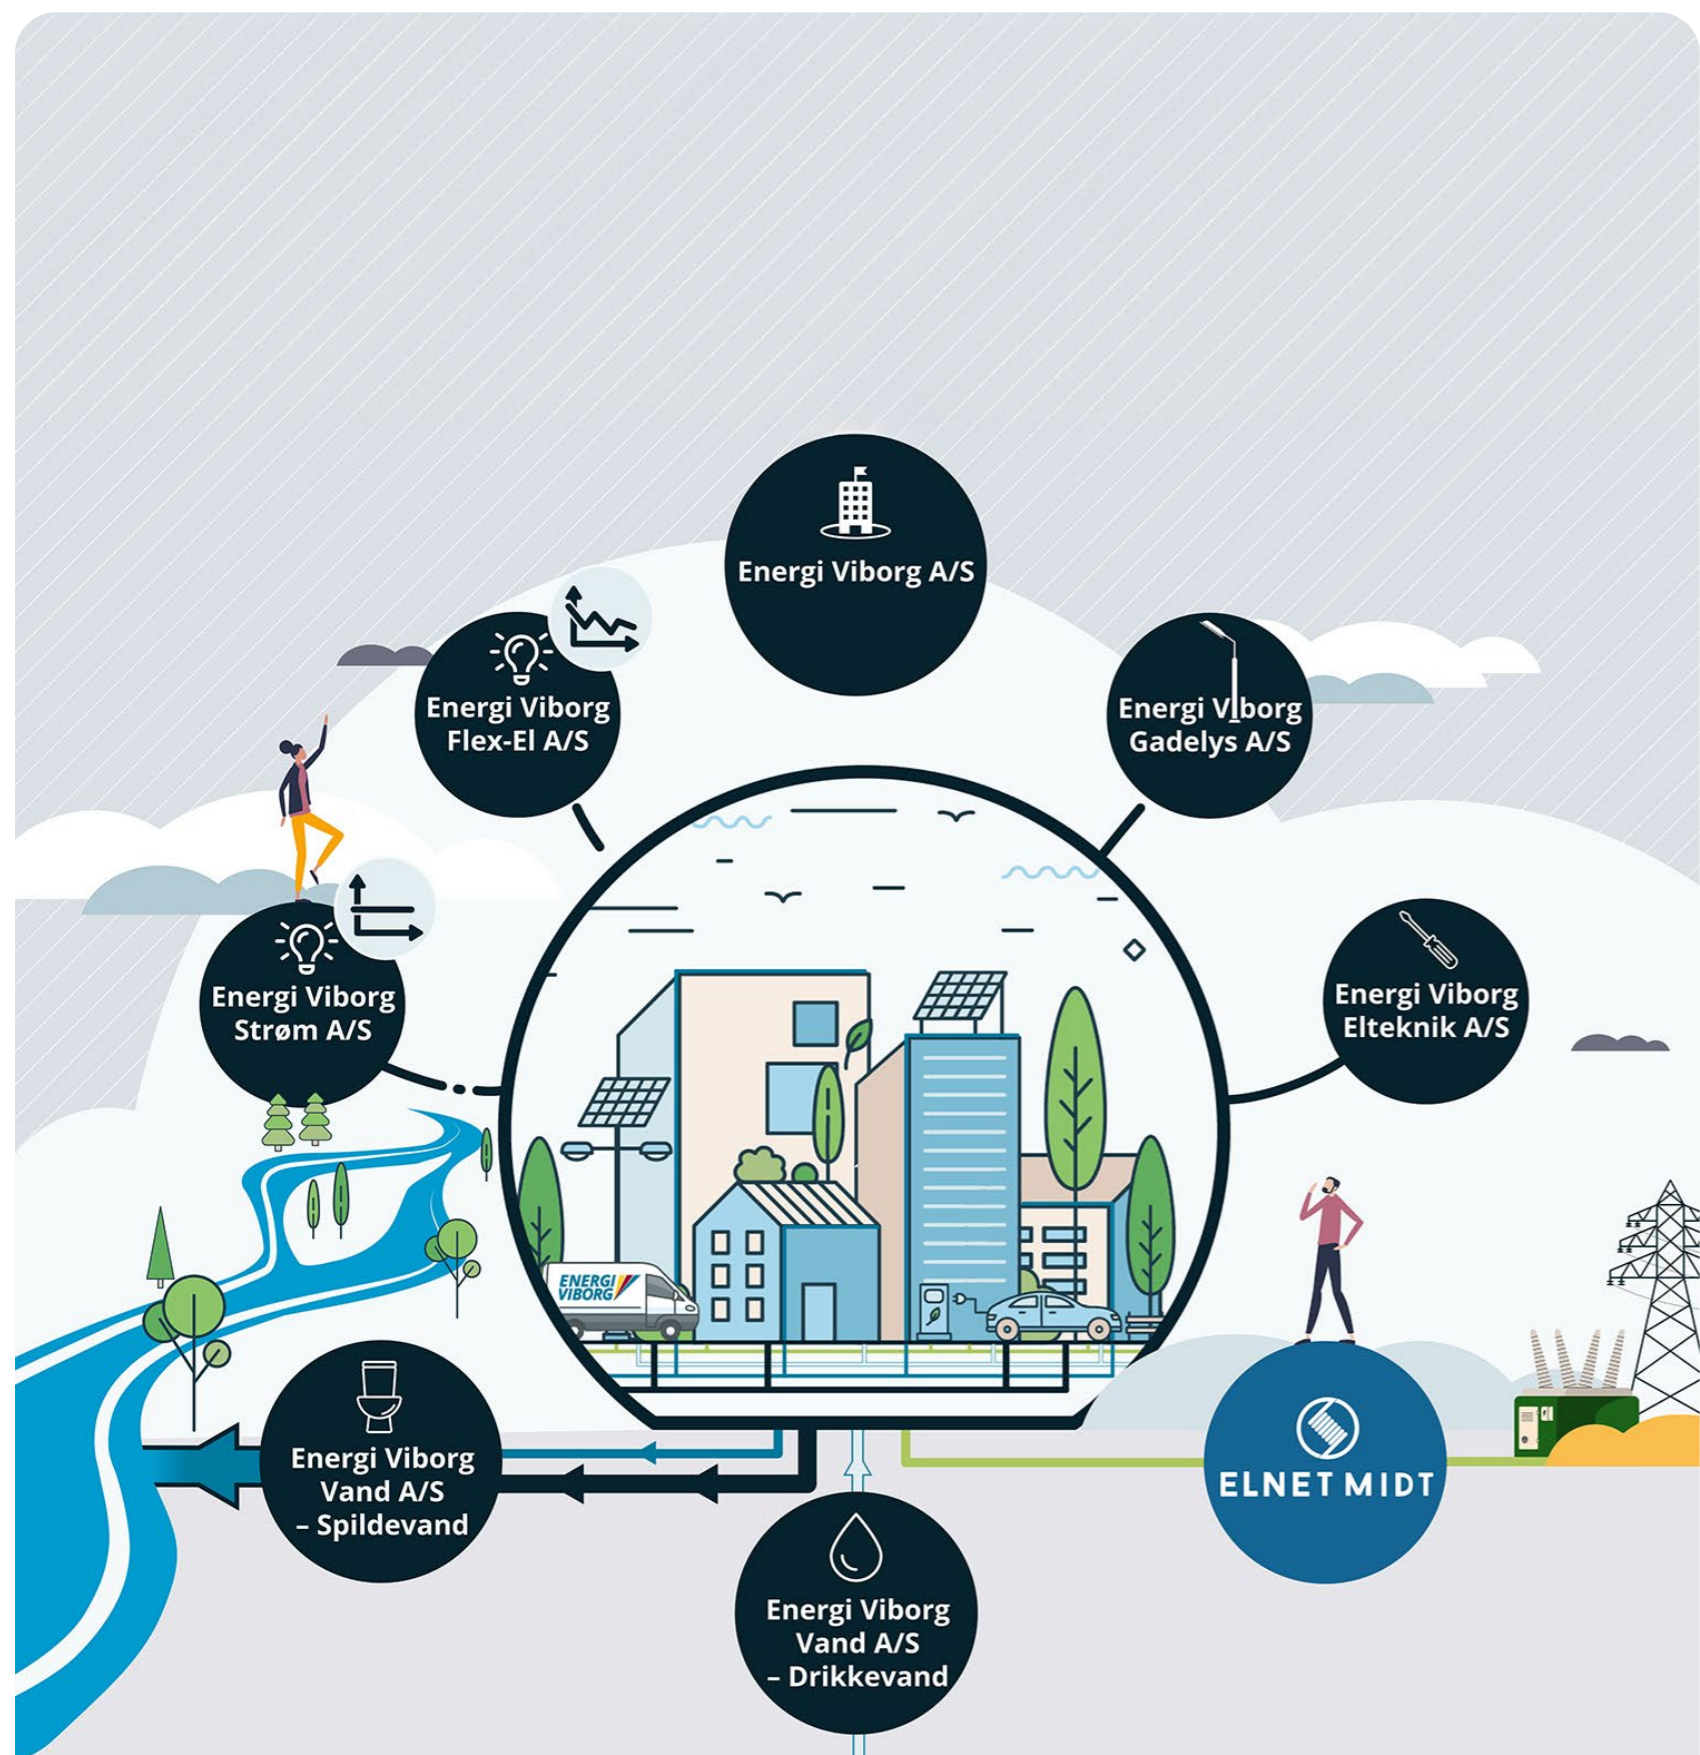 Energi Viborg A/S
Energi Viborg
Flex-El A/S
Energi Viborg
Gadelys A/S
Energi Viborg
Strøm A/S
Energi Viborg
Elteknik A/S
ENERGI
VIBORG
Energi Viborg
Vand A/S
– Spildevand
ELNET MIDT
Energi Viborg
Vand A/S
– Drikkevand